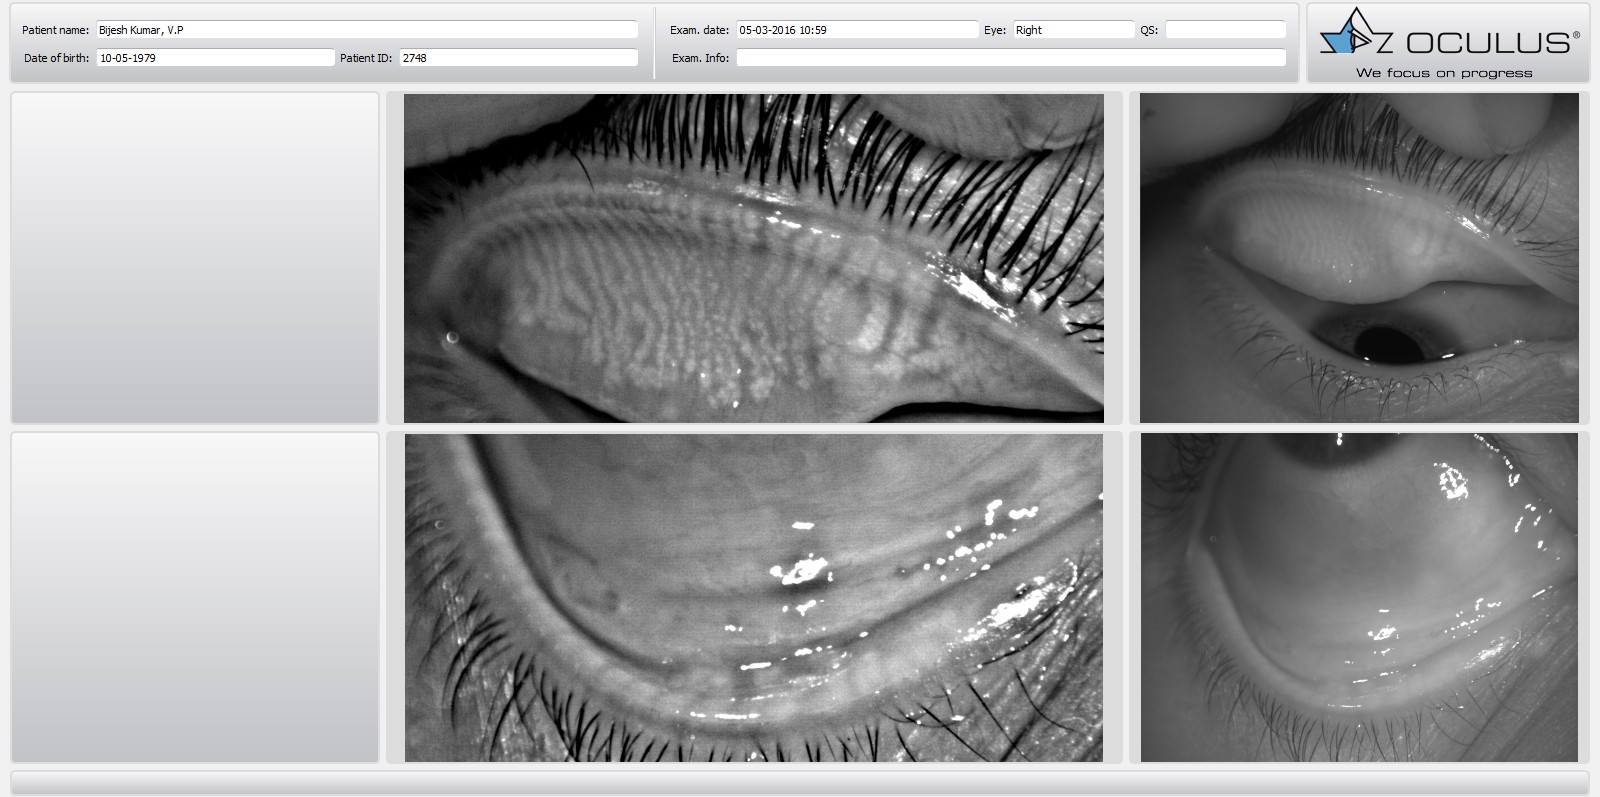 Patient name: Bijesh Kumar, V.P
Date of birth: 10-05-1979 Patient ID: 2748
Exam. date: 05-03-2016 10:59 Eye: Right QS:
Exam. Info:
OCULUS®
We focus on progress